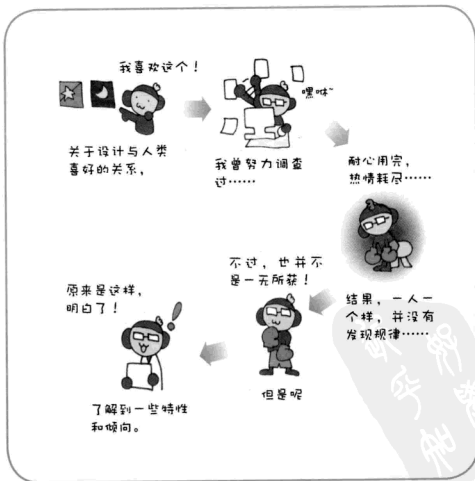 我喜欢这个！
关于设计与人类
喜好的关系，
嘿咻~
我曾努力调查
过……
耐心用完，
热情耗尽……
结果，一人一
个样，并没有
发现规律……
不过，也并不
是一无所获！
但是呢
原来是这样，
明白了！
了解到一些特性
和倾向。